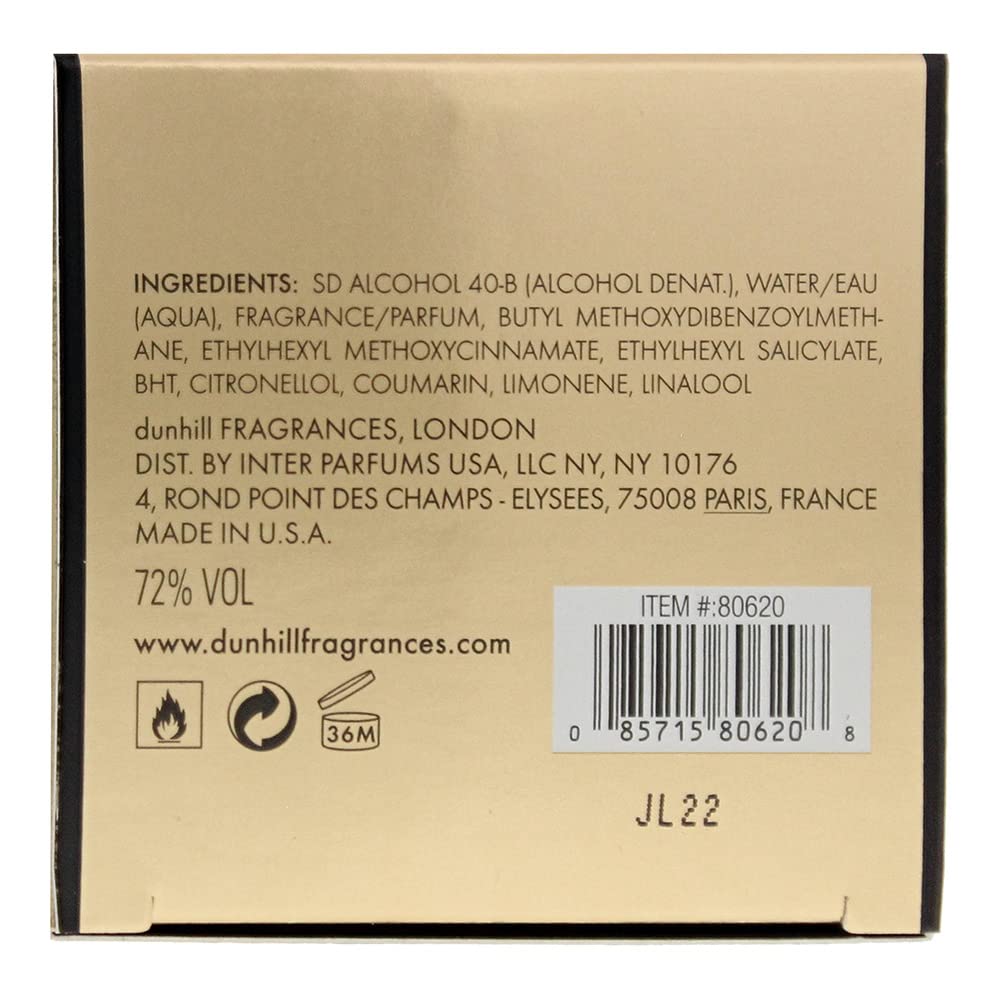 INGREDIENTS: SD ALCOHOL 40-B (ALCOHOL DENAT.), WATER/EAU
(AQUA), FRAGRANCE/PARFUM, BUTYL METHOXYDIBENZOYLMETH-
ANE, ETHYLHEXYL METHOXYCINNAMATE, ETHYLHEXYL SALICYLATE,
BHT, CITRONELLOL, COUMARIN, LIMONENE, LINALOOL
dunhill FRAGRANCES, LONDON
DIST. BY INTER PARFUMS USA, LLC NY, NY 10176
4, ROND POINT DES CHAMPS - ELYSEES, 75008 PARIS, FRANCE
MADE IN U.S.A.
72% VOL
www.dunhillfragrances.com
36M
ITEM #:80620
0 85715 80620 8
JL22